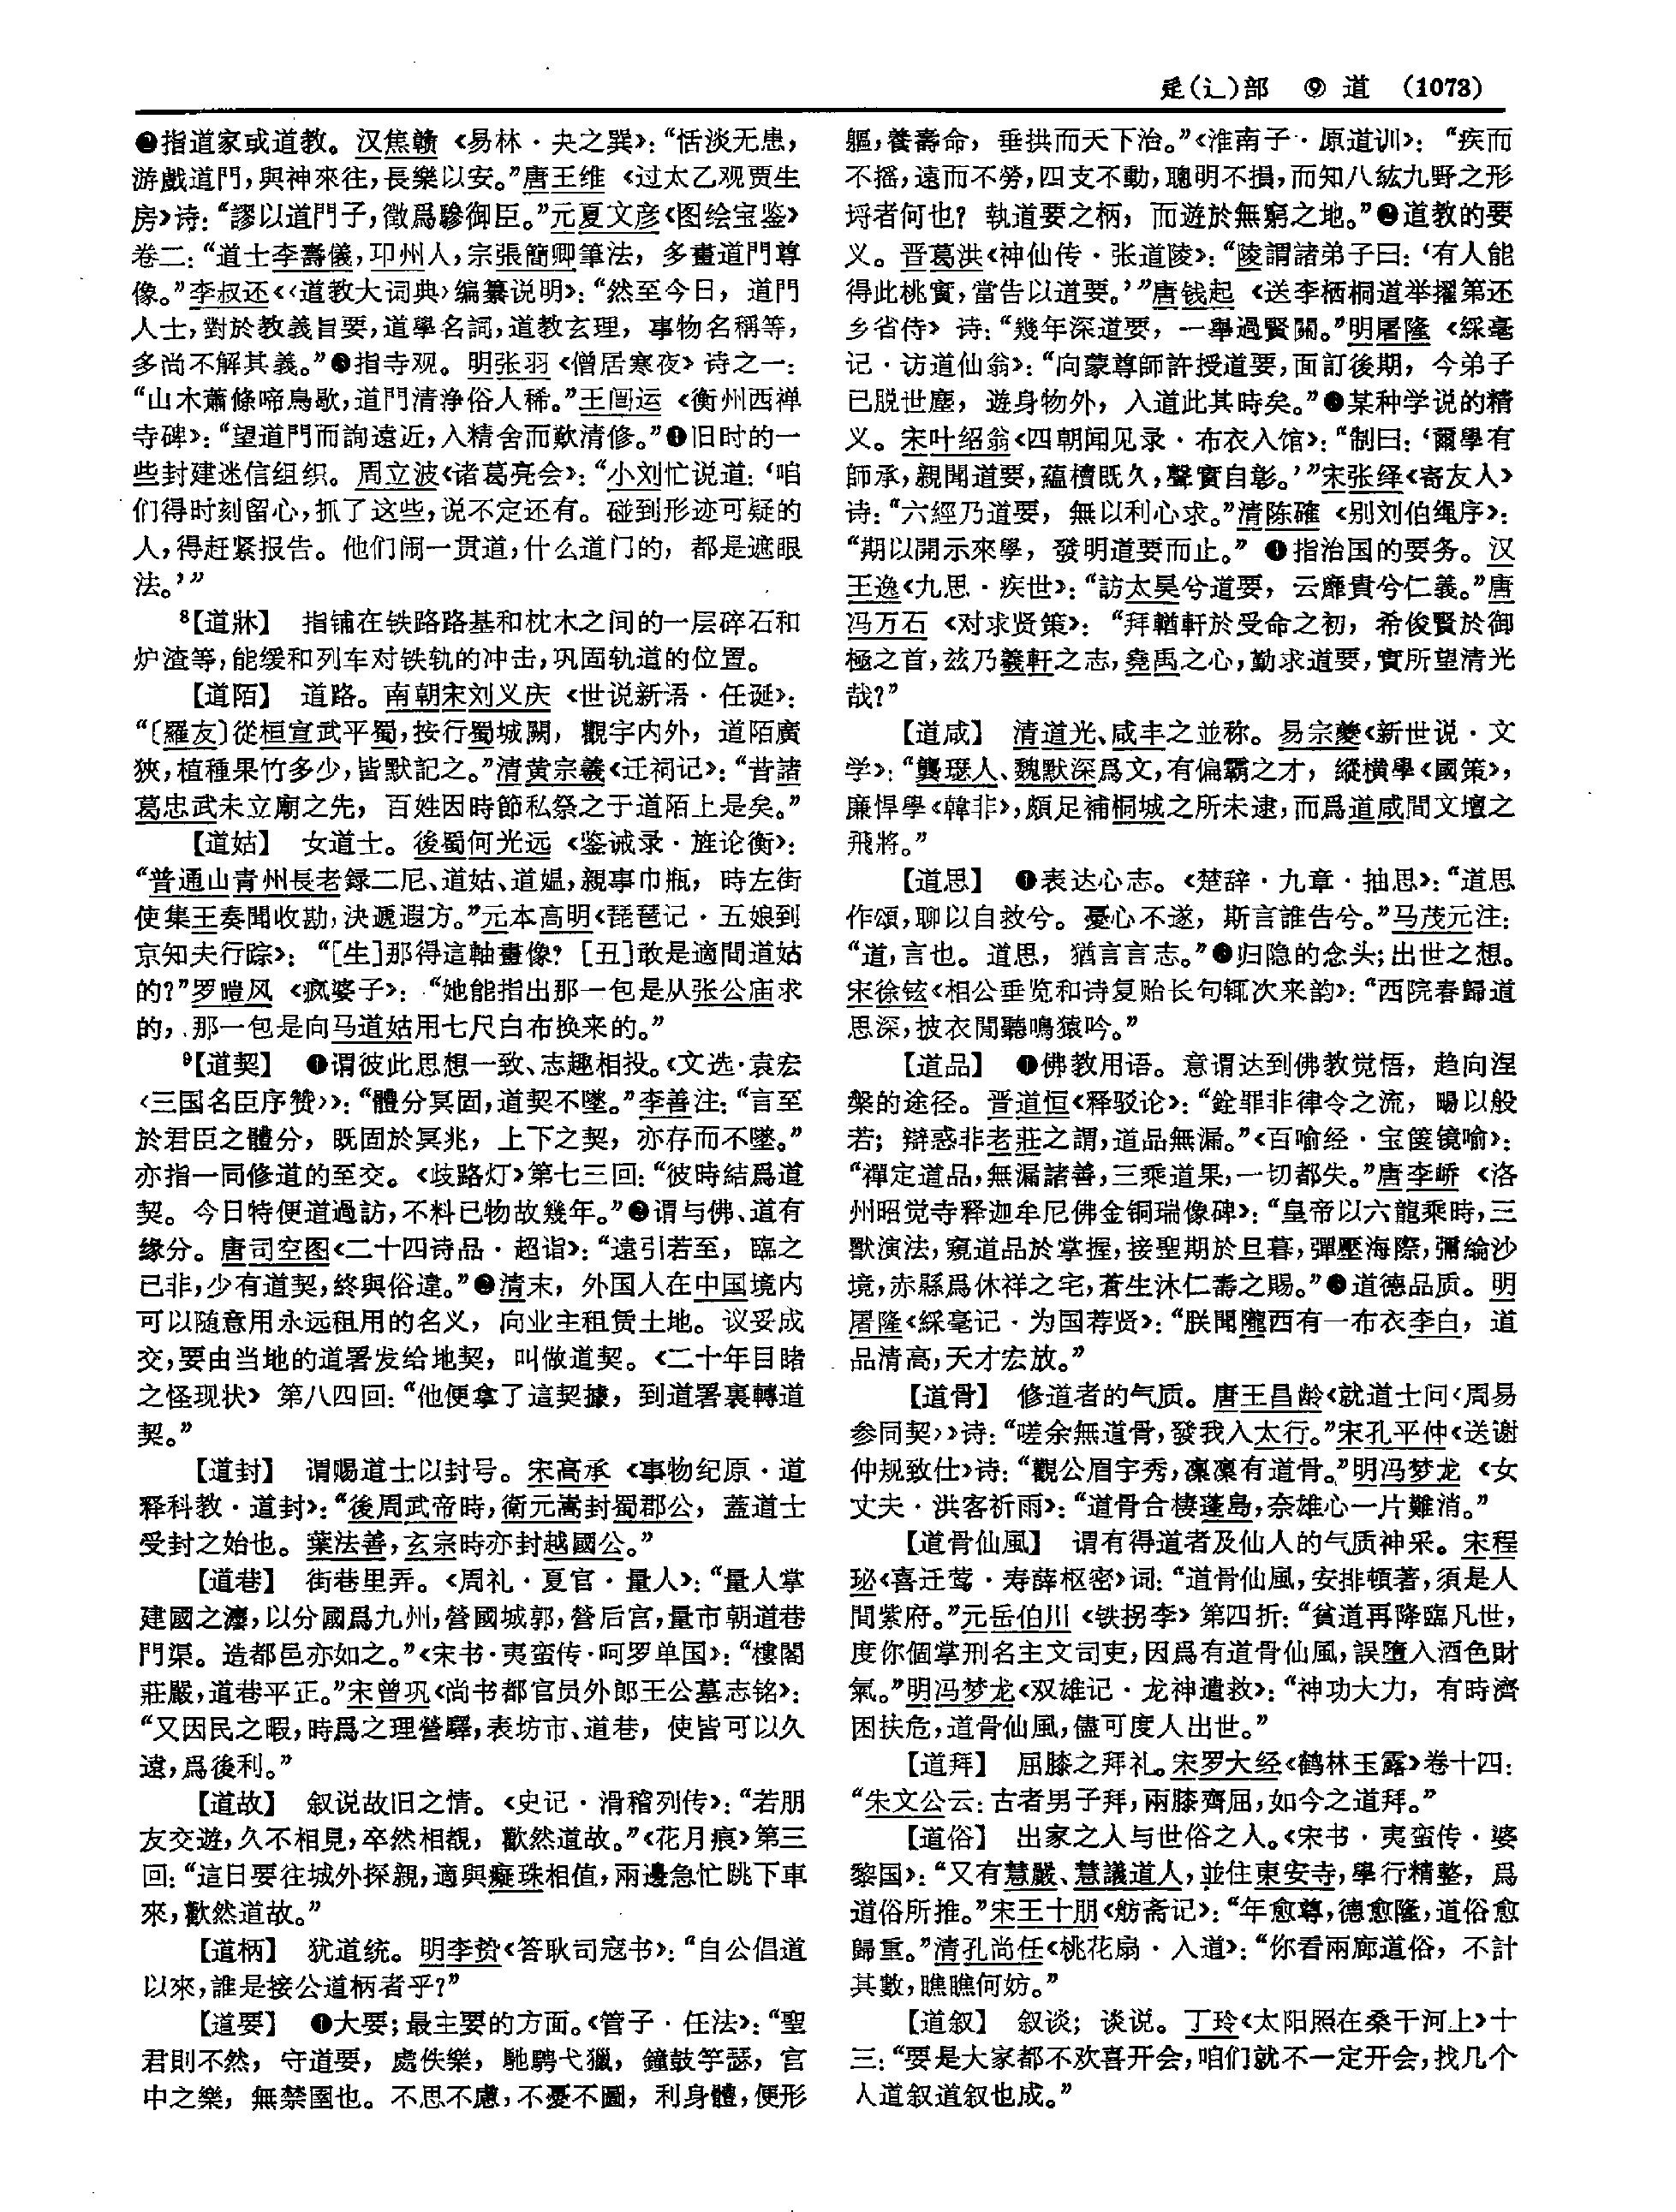 辵(辶)部　⑨　道　(1073)
❷指道家或道教。汉焦赣《易林·夬之巽》：“恬淡无患，
游戲道門，與神來往，長樂以安。”唐王维《过太乙观贾生
房》诗：“謬以道門子，徵爲驂御臣。”元夏文彦《图绘宝鉴》
卷二：“道士李壽儀，邛州人，宗張簡卿筆法，多畫道門尊
像。”李叔还《〈道教大词典〉编纂说明》：“然至今日，道門
人士，對於教義旨要，道學名詞，道教玄理，事物名稱等，
多尚不解其義。”❸指寺观。明张羽《僧居寒夜》诗之一：
“山木蕭條啼鳥歇，道門清浄俗人稀。”王闿运《衡州西禅
寺碑》：“望道門而詢遠近，入精舍而歎清修。”❹旧时的一
些封建迷信组织。周立波《诸葛亮会》：“小刘忙说道：‘咱
们得时刻留心，抓了这些，说不定还有。碰到形迹可疑的
人，得赶紧报告。他们闹一贯道，什么道门的，都是遮眼
法。’”
8【道牀】　指铺在铁路路基和枕木之间的一层碎石和
炉渣等，能缓和列车对铁轨的冲击，巩固轨道的位置。
【道陌】　道路。南朝宋刘义庆《世说新语·任诞》：
“〔羅友〕從桓宣武平蜀，按行蜀城闕，觀宇内外，道陌廣
狹，植種果竹多少，皆默記之。”清黄宗羲《迁祠记》：“昔諸
葛忠武未立廟之先，百姓因時節私祭之于道陌上是矣。”
【道姑】　女道士。後蜀何光远《鉴诫录·旌论衡》：
“普通山青州長老録二尼、道姑、道媪，親事巾瓶，時左街
使集王奏聞收勘，決遞遐方。”元本高明《琵琶记·五娘到
京知夫行踪》：“[生]那得這軸畫像？[丑]敢是適間道姑
的？”罗暟风《疯婆子》：“她能指出那一包是从张公庙求
的，那一包是向马道姑用七尺白布换来的。”
9【道契】　❶谓彼此思想一致、志趣相投。《文选·袁宏
〈三国名臣序赞〉》：“體分冥固，道契不墜。”李善注：“言至
於君臣之體分，既固於冥兆，上下之契，亦存而不墜。”
亦指一同修道的至交。《歧路灯》第七三回：“彼時結爲道
契。今日特便道過訪，不料已物故幾年。”❷谓与佛、道有
缘分。唐司空图《二十四诗品·超诣》：“遠引若至，臨之
已非，少有道契，終與俗違。”❸清末，外国人在中国境内
可以随意用永远租用的名义，向业主租赁土地。议妥成
交，要由当地的道署发给地契，叫做道契。《二十年目睹
之怪现状》第八四回：“他便拿了這契據，到道署裏轉道
契。”
【道封】　谓赐道士以封号。宋高承《事物纪原·道
释科教·道封》：“後周武帝時，衛元嵩封蜀郡公，蓋道士
受封之始也。葉法善，玄宗時亦封越國公。”
【道巷】　街巷里弄。《周礼·夏官·量人》：“量人掌
建國之灋，以分國爲九州，營國城郭，營后宫，量市朝道巷
門渠。造都邑亦如之。”《宋书·夷蛮传·呵罗单国》：“樓閣
莊嚴，道巷平正。”宋曾巩《尚书都官员外郎王公墓志铭》：
“又因民之暇，時爲之理營驛，表坊市、道巷，使皆可以久
遠，爲後利。”
【道故】　叙说故旧之情。《史记·滑稽列传》：“若朋
友交遊，久不相見，卒然相覩，歡然道故。”《花月痕》第三
回：“這日要往城外探親，適與癡珠相值，兩邊急忙跳下車
來，歡然道故。”
【道柄】　犹道统。明李贽《答耿司寇书》：“自公倡道
以來，誰是接公道柄者乎？”
【道要】　❶大要；最主要的方面。《管子·任法》：“聖
君則不然，守道要，處佚樂，馳騁弋獵，鐘鼓竽瑟，宫
中之樂，無禁圉也。不思不慮，不憂不圖，利身體，便形
軀，養壽命，垂拱而天下治。”《淮南子·原道训》：“疾而
不摇，遠而不勞，四支不動，聰明不損，而知八紘九野之形
埒者何也？執道要之柄，而遊於無窮之地。”❷道教的要
义。晋葛洪《神仙传·张道陵》：“陵謂諸弟子曰：‘有人能
得此桃實，當告以道要。’”唐钱起《送李栖桐道举擢第还
乡省侍》诗：“幾年深道要，一舉過賢關。”明屠隆《綵毫
记·访道仙翁》：“向蒙尊師許授道要，面訂後期，今弟子
已脱世塵，遊身物外，入道此其時矣。”❸某种学说的精
义。宋叶绍翁《四朝闻见录·布衣入馆》：“制曰：‘爾學有
師承，親聞道要，藴櫝既久，聲實自彰。’”宋张绎《寄友人》
诗：“六經乃道要，無以利心求。”清陈確《别刘伯绳序》：
“期以開示來學，發明道要而止。”❹指治国的要务。汉
王逸《九思·疾世》：“訪太昊兮道要，云靡貴兮仁義。”唐
冯万石《对求贤策》：“拜輶軒於受命之初，希俊賢於御
極之首，兹乃羲軒之志，堯禹之心，勤求道要，實所望清光
哉？”
【道咸】　清道光、咸丰之並称。易宗夔《新世说·文
学》：“龔璱人、魏默深爲文，有偏霸之才，縱横學《國策》，
廉悍學《韓非》，頗足補桐城之所未逮，而爲道咸間文壇之
飛將。”
【道思】　❶表达心志。《楚辞·九章·抽思》：“道思
作頌，聊以自救兮。憂心不遂，斯言誰告兮。”马茂元注：
“道，言也。道思，猶言言志。”❷归隐的念头；出世之想。
宋徐铉《相公垂览和诗复贻长句辄次来韵》：“西院春歸道
思深，披衣閒聽鳴猿吟。”
【道品】　❶佛教用语。意谓达到佛教觉悟，趋向涅
槃的途径。晋道恒《释驳论》：“銓罪非律令之流，暢以般
若；辯惑非老莊之謂，道品無漏。”《百喻经·宝箧镜喻》：
“禪定道品，無漏諸善，三乘道果，一切都失。”唐李峤《洛
州昭觉寺释迦牟尼佛金铜瑞像碑》：“皇帝以六龍乘時，三
獸演法，窺道品於掌握，接聖期於旦暮，彈壓海際，彌綸沙
境，赤縣爲休祥之宅，蒼生沐仁壽之賜。”❷道德品质。明
屠隆《綵毫记·为国荐贤》：“朕聞隴西有一布衣李白，道
品清高，天才宏放。”
【道骨】　修道者的气质。唐王昌龄《就道士问〈周易
参同契〉》诗：“嗟余無道骨，發我入太行。”宋孔平仲《送谢
仲规致仕》诗：“觀公眉宇秀，凛凛有道骨。”明冯梦龙《女
丈夫·洪客祈雨》：“道骨合棲蓬島，奈雄心一片難消。”
【道骨仙風】　谓有得道者及仙人的气质神采。宋程
珌《喜迁莺·寿薛枢密》词：“道骨仙風，安排頓著，須是人
間紫府。”元岳伯川《铁拐李》第四折：“貧道再降臨凡世，
度你個掌刑名主文司吏，因爲有道骨仙風，誤墮入酒色財
氣。”明冯梦龙《双雄记·龙神遣救》：“神功大力，有時濟
困扶危，道骨仙風，儘可度人出世。”
【道拜】　屈膝之拜礼。宋罗大经《鹤林玉露》卷十四：
“朱文公云：古者男子拜，兩膝齊屈，如今之道拜。”
【道俗】　出家之人与世俗之人。《宋书·夷蛮传·婆
黎国》：“又有慧嚴、慧議道人，並住東安寺，學行精整，爲
道俗所推。”宋王十朋《舫斋记》：“年愈尊，德愈隆，道俗愈
歸重。”清孔尚任《桃花扇·入道》：“你看兩廊道俗，不計
其數，瞧瞧何妨。”
【道叙】　叙谈；谈说。丁玲《太阳照在桑干河上》十
三：“要是大家都不欢喜开会，咱们就不一定开会，找几个
人道叙道叙也成。”